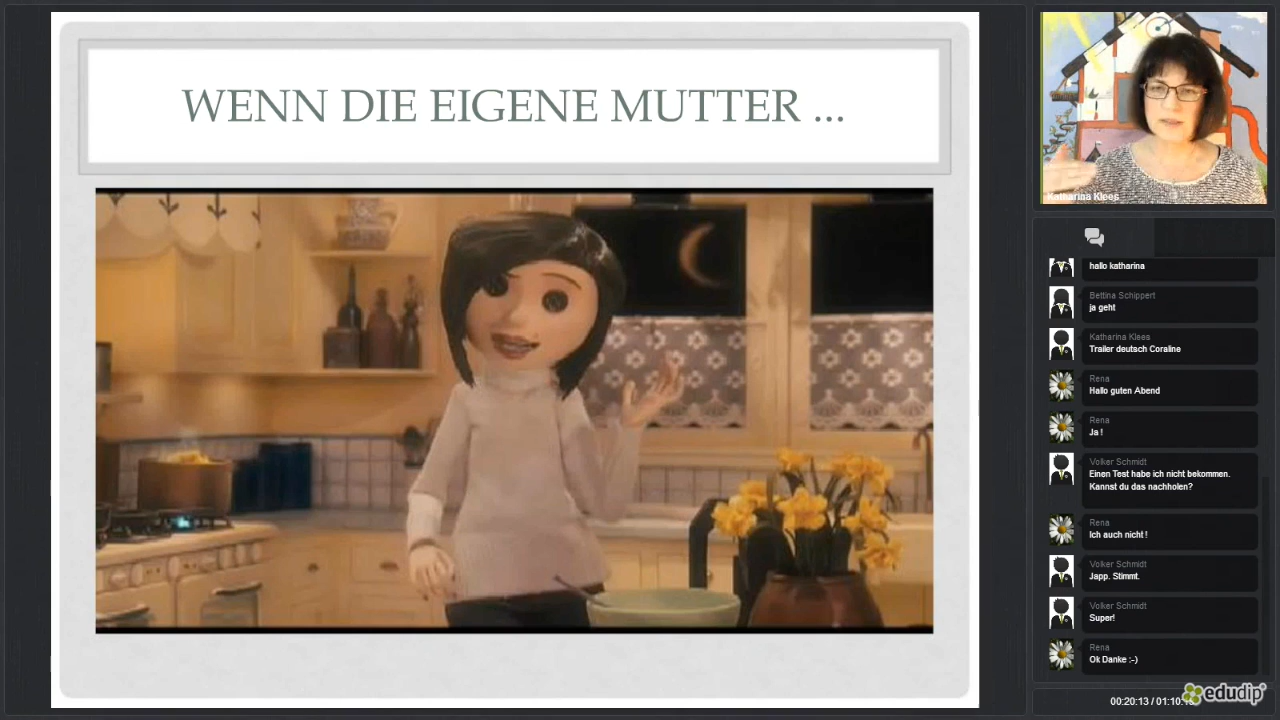 WENN DIE EIGENE MUTTER ...
Katharina Klees
hallo katharina
Bettina Schippert
ja geht
Katharina Klees
Trailer deutsch Coraline
Rena
Hallo guten Abend
Rena
Ja !
Volker Schmidt
Einen Test habe ich nicht bekommen.
Kannst du das nachholen?
Rena
Ich auch nicht !
Volker Schmidt
Japp. Stimmt.
Volker Schmidt
Super!
Rena
Ok Danke :-)
00:20:13 / 01:10:
edudip